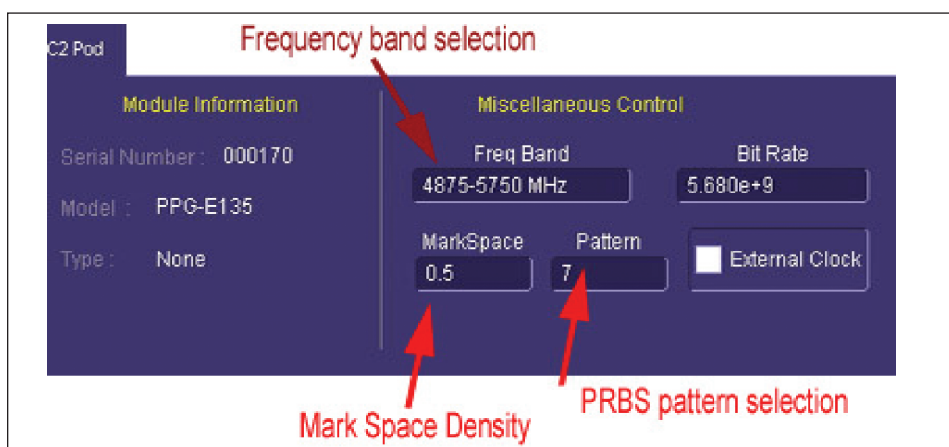 Frequency band selection
C2 Pod
Module Information
Miscellaneous Control
Serial Number : 000170
Freq Band
Bit Rate
4875-5750 MHz
5.680e+9
Model : PPG-E135
MarkSpace
Pattern
Type : None
0.5
7
External Clock
PRBS pattern selection
Mark Space Density